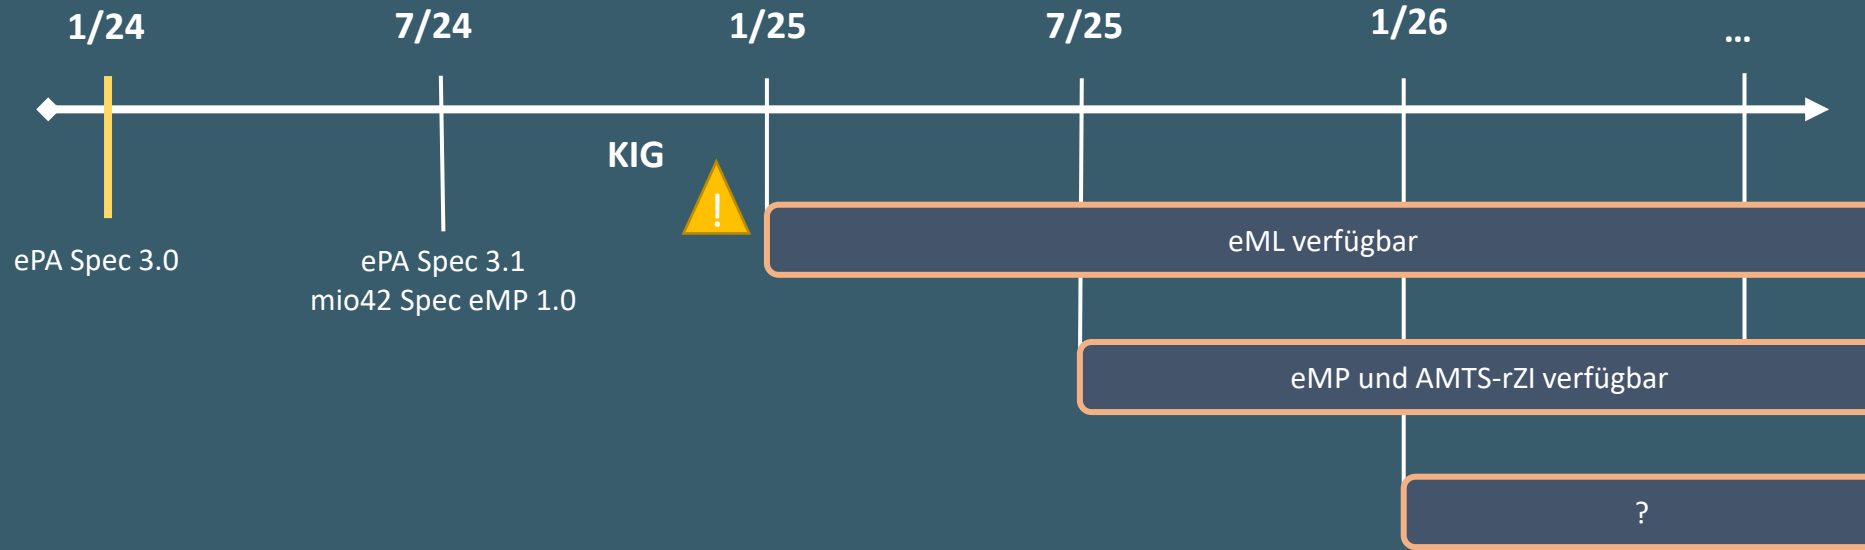 1/24
7/24
1/25
7/25
1/26
...
KIG
!
ePA Spec 3.0
ePA Spec 3.1
mio42 Spec eMP 1.0
eML verfügbar
eMP und AMTS-rZI verfügbar
?